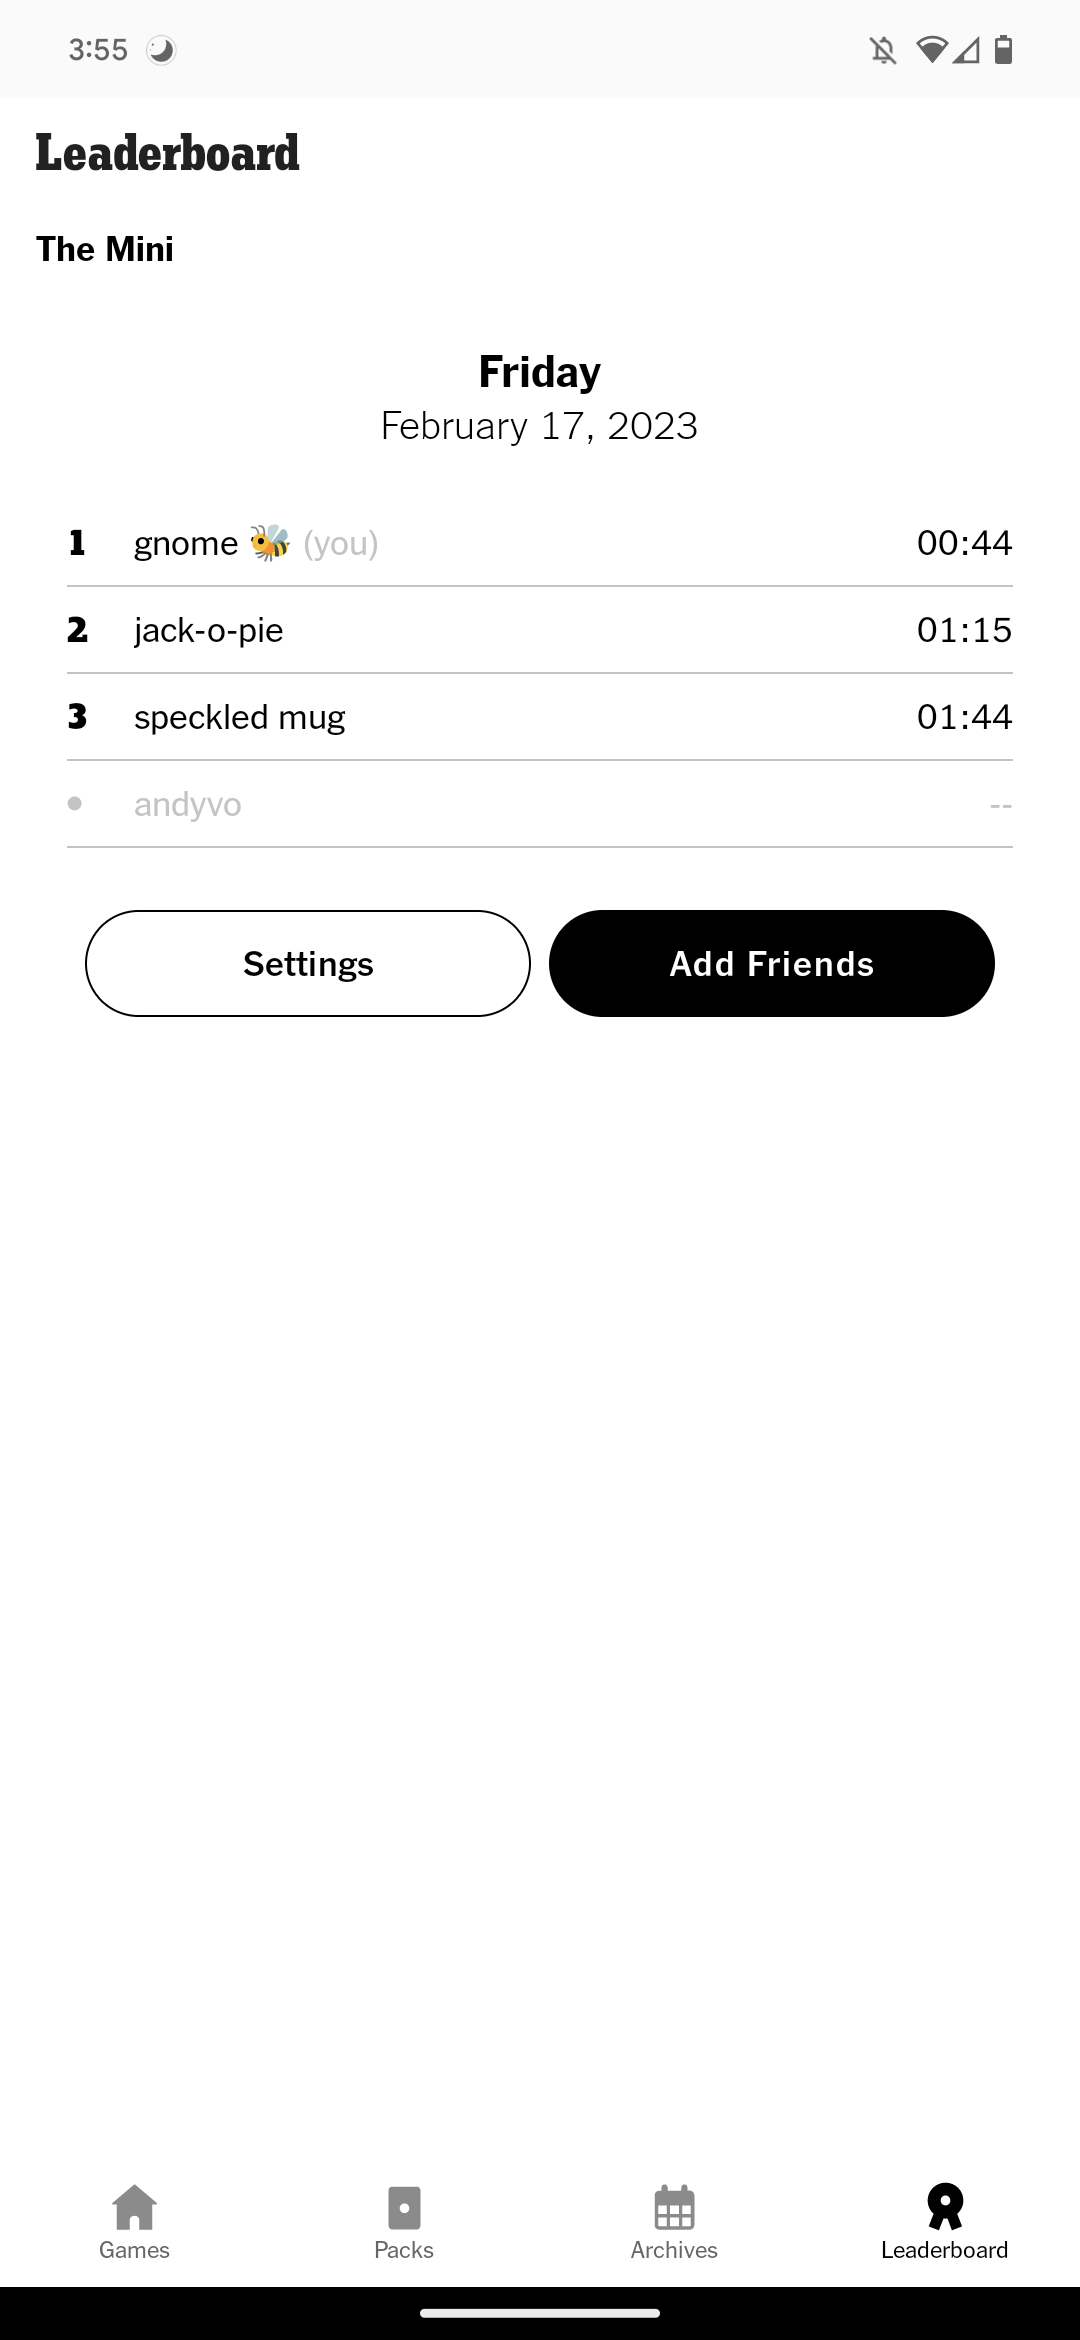 3:55
Leaderboard
The Mini
Friday
February 17, 2023
1 gnome 🐝 (you) 00:44
2 jack-o-pie 01:15
3 speckled mug 01:44
• andyvo --
Settings Add Friends
Games Packs Archives Leaderboard